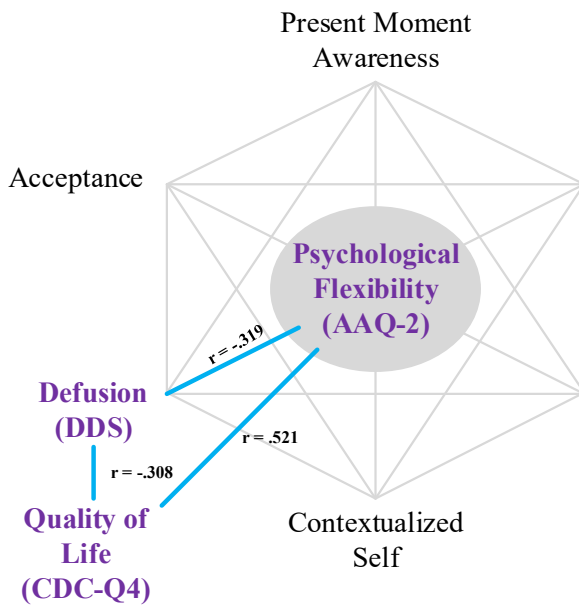 Present Moment
Awareness
Acceptance
Psychological
Flexibility
(AAQ-2)
r = -.319
Defusion
(DDS)
r = .521
r = -.308
Quality of
Life
(CDC-Q4)
Contextualized
Self